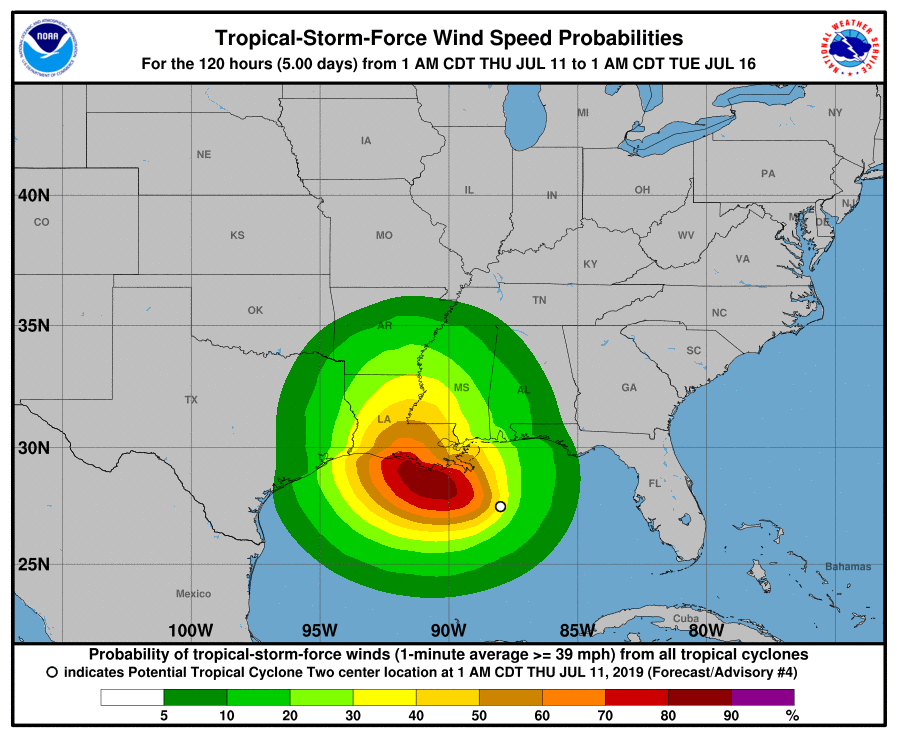 Tropical-Storm-Force Wind Speed Probabilities
For the 120 hours (5.00 days) from 1 AM CDT THU JUL 11 to 1 AM CDT TUE JUL 16
NOAA
NATIONAL WEATHER SERVICE
MI
NY
NE
IA
PA
IL
IN
OH
40N
NJ
CO
DE
KS
MO
WV
VA
KY
TN
OK
NC
35N
AR
SC
TX
MS
AL
GA
LA
30N
FL
25N
Bahamas
Mexico
Cuba
100W 95W 90W 85W 80W
Probability of tropical-storm-force winds (1-minute average >= 39 mph) from all tropical cyclones
indicates Potential Tropical Cyclone Two center location at 1 AM CDT THU JUL 11, 2019 (Forecast/Advisory #4)
5 10 20 30 40 50 60 70 80 90 %